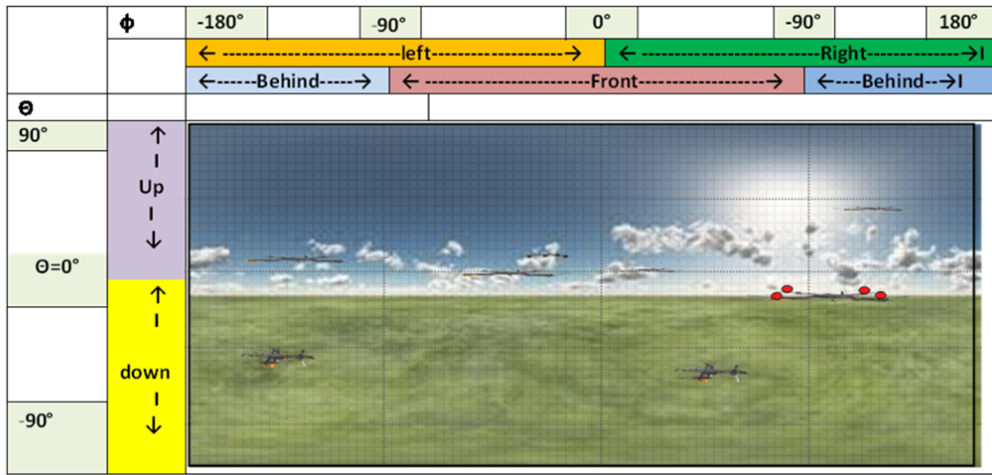 ϕ -180° -90° 0° -90° 180°
← ----------------------left----------------------→ ← ----------------------Right----------------------→I
←------Behind------→ ← ----------------------Front----------------------→ ←-----Behind---→I
Θ
90°
↑
I
Up
I
↓
Θ=0°
↑
I
down
I
↓
-90°